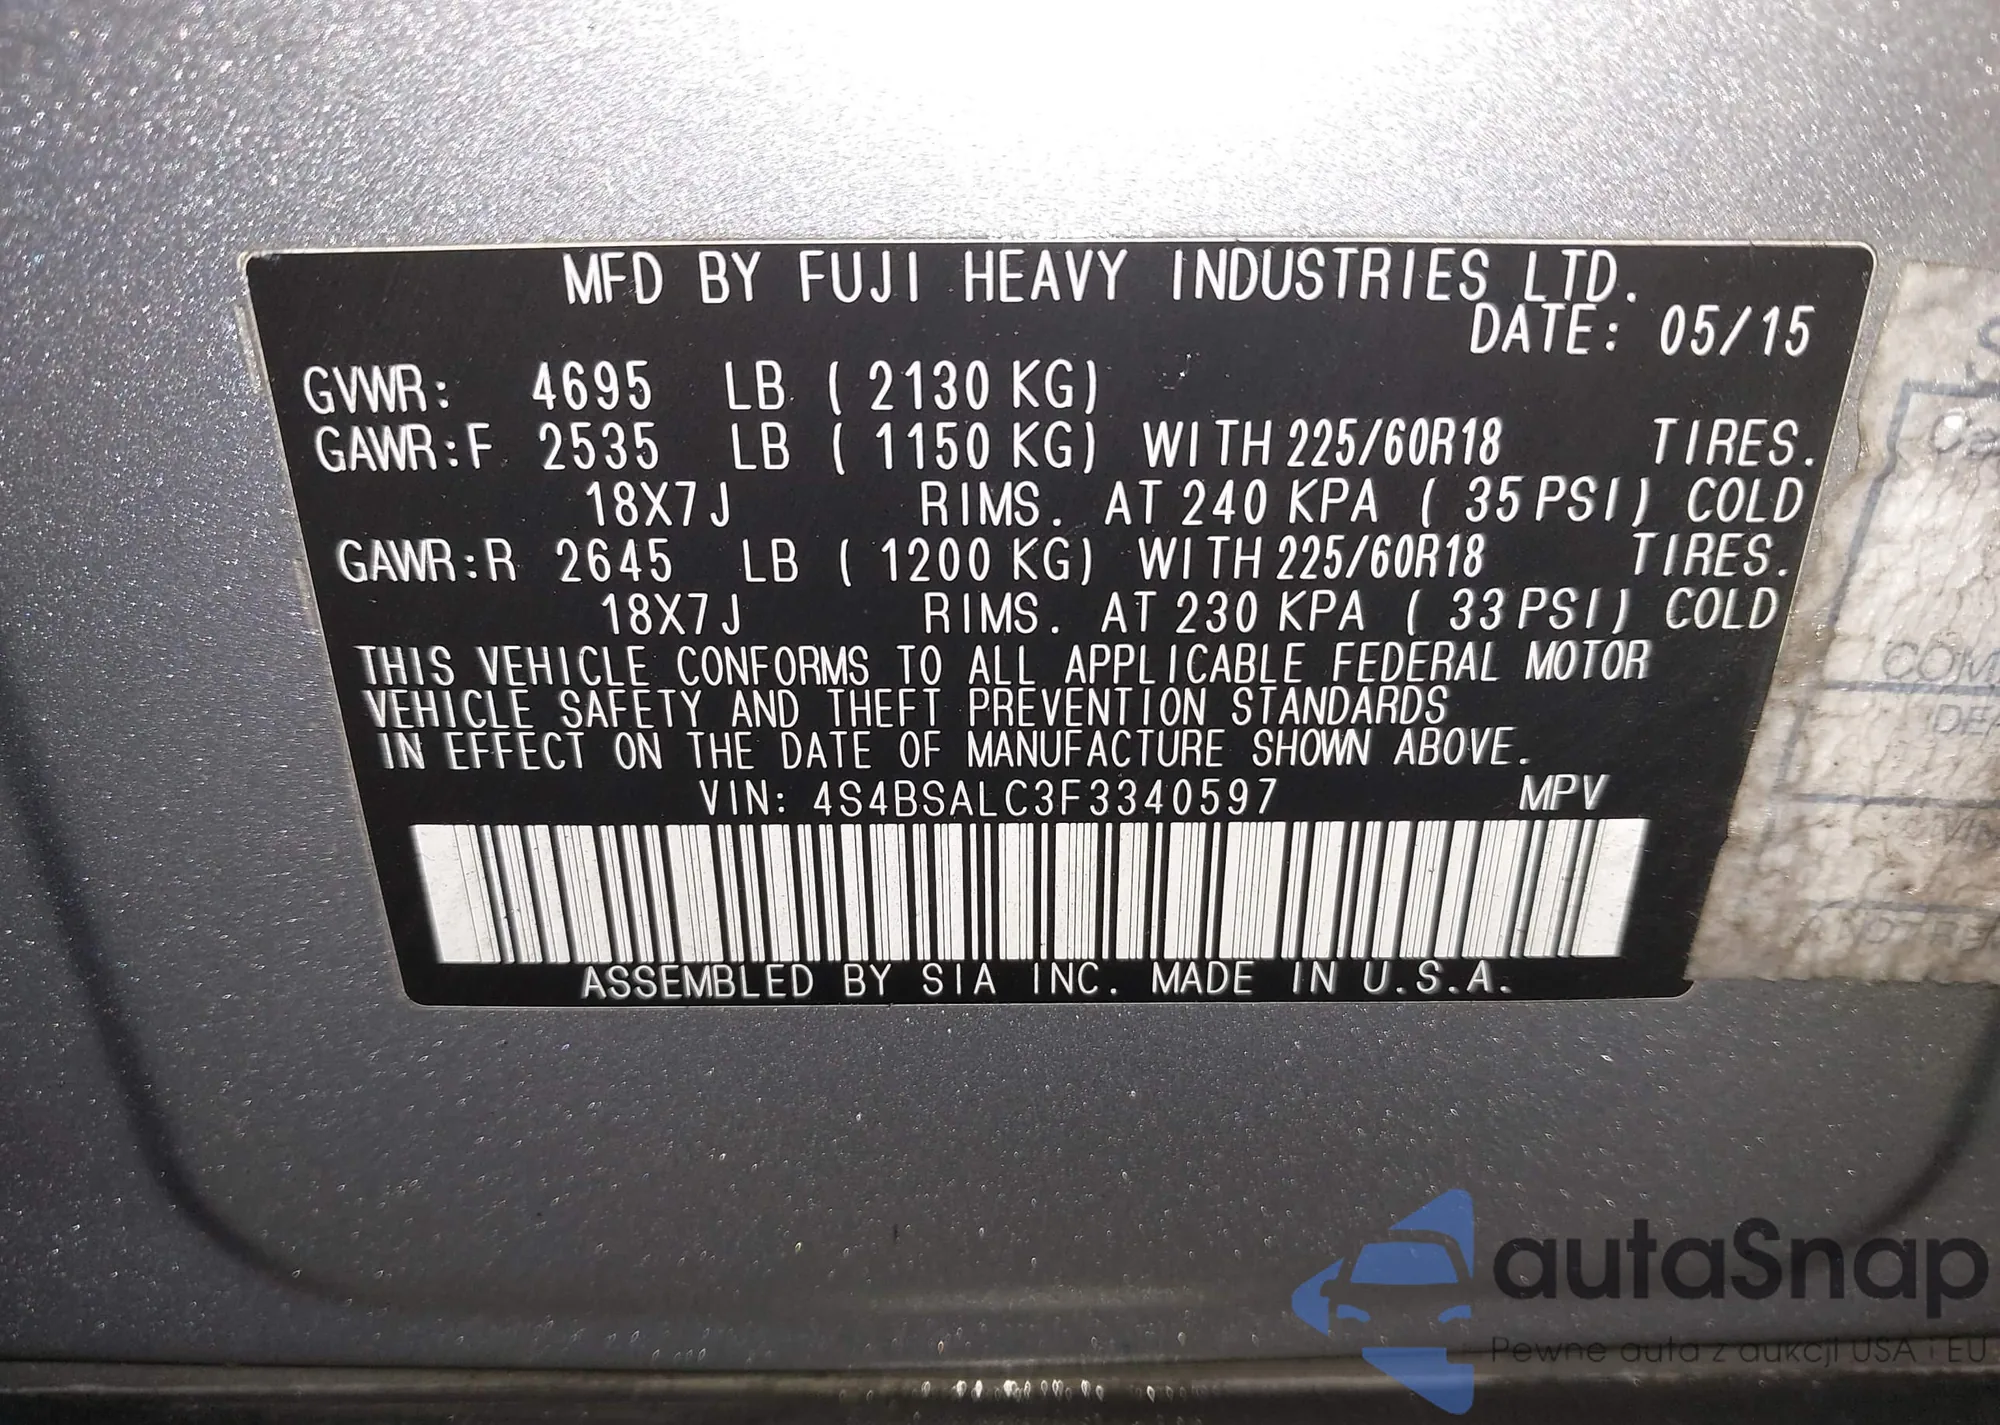 MFD BY FUJI HEAVY INDUSTRIES LTD.
DATE: 05/15
GVWR: 4695 LB ( 2130 KG)
GAWR:F 2535 LB ( 1150 KG) WITH 225/60R18 TIRES.
18X7J RIMS. AT 240 KPA ( 35 PSI) COLD
GAWR:R 2645 LB ( 1200 KG) WITH 225/60R18 TIRES.
18X7J RIMS. AT 230 KPA ( 33 PSI) COLD
THIS VEHICLE CONFORMS TO ALL APPLICABLE FEDERAL MOTOR
VEHICLE SAFETY AND THEFT PREVENTION STANDARDS
IN EFFECT ON THE DATE OF MANUFACTURE SHOWN ABOVE.
VIN: 4S4BSALC3F3340597 MPV
ASSEMBLED BY SIA INC. MADE IN U.S.A.
autaSnap
Pewne auta z aukcji USA i EU